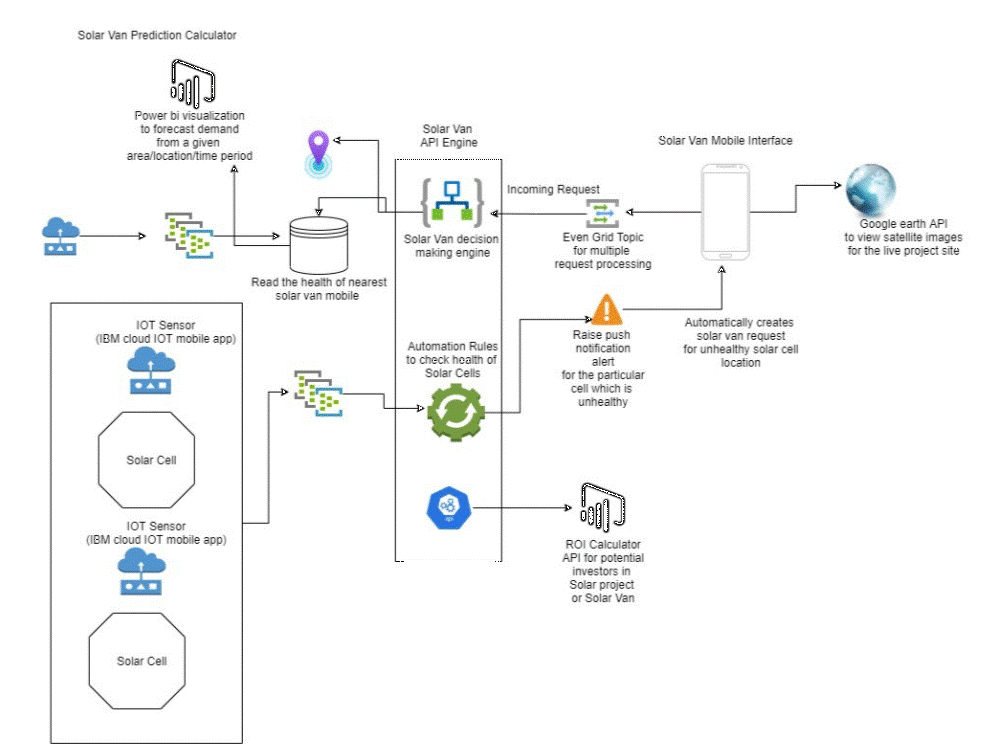 Solar Van Prediction Calculator
Power bi visualization
to forecast demand
from a given
area/location/time period
Solar Van
API Engine
Solar Van Mobile Interface
Incoming Request
Solar Van decision
making engine
Even Grid Topic
for multiple
request processing
Google earth API
to view satellite images
for the live project site
Read the health of nearest
solar van mobile
IOT Sensor
(IBM cloud IOT mobile app)
Solar Cell
IOT Sensor
(IBM cloud IOT mobile app)
Solar Cell
Automation Rules
to check health of
Solar Cells
Raise push
notification
alert
for the particular
cell which is
unhealthy
Automatically creates
solar van request
for unhealthy solar cell
location
api
ROI Calculator
API for potential
investors in
Solar project
or Solar Van